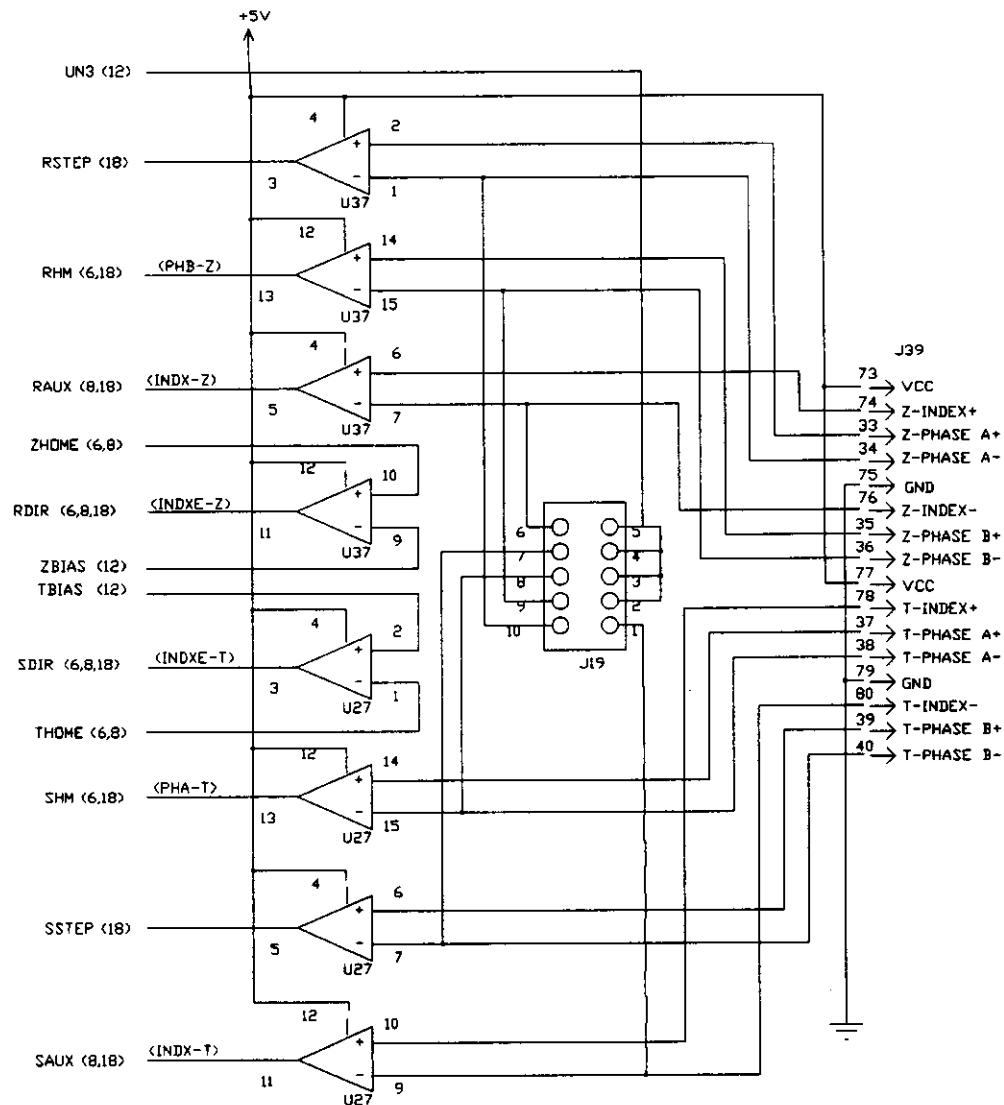 +5V
UN3 (12)
4
2
RSTEP (18)
3
1
U37
12
14
RHM (6,18)
(PHB-Z)
13
15
U37
4
6
RAUX (8,18)
(INDX-Z)
5
7
U37
ZHOME (6,8)
12
10
RDIR (6,8,18)
(INDXE-Z)
11
9
U37
ZBIAS (12)
TBIAS (12)
4
2
SDIR (6,8,18)
(INDXE-T)
3
1
U27
THOME (6,8)
12
14
SHM (6,18)
(PHA-T)
13
15
U27
4
6
SSTEP (18)
5
7
U27
12
10
SAUX (8,18)
(INDX-T)
11
9
U27
6 5
7 4
8 3
9 2
10 1
J19
J39
73 VCC
74 Z-INDEX+
33 Z-PHASE A+
34 Z-PHASE A-
75 GND
76 Z-INDEX-
35 Z-PHASE B+
36 Z-PHASE B-
77 VCC
78 T-INDEX+
37 T-PHASE A+
38 T-PHASE A-
79 GND
80 T-INDEX-
39 T-PHASE B+
40 T-PHASE B-